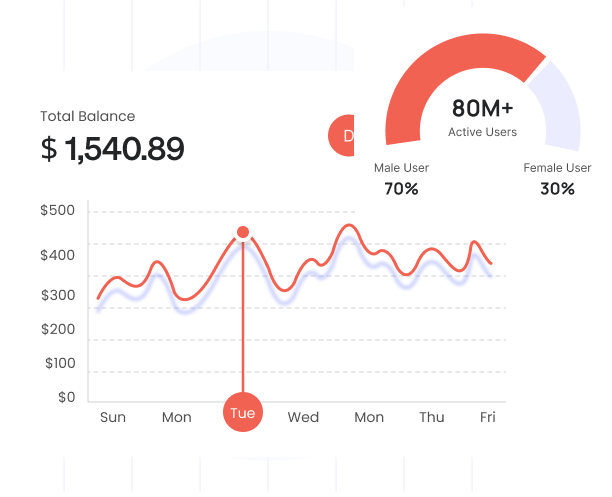 Total Balance
$ 1,540.89
80M+
Active Users
Male User
70%
Female User
30%
$500
$400
$300
$200
$100
$0
Sun
Mon
Tue
Wed
Mon
Thu
Fri